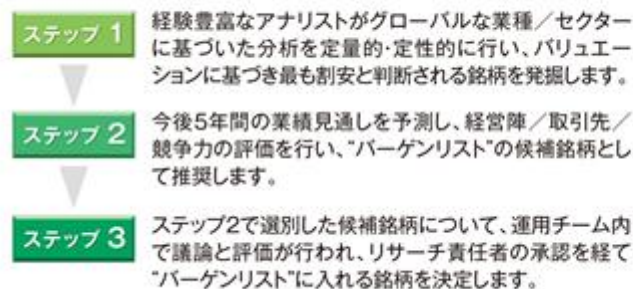 ステップ 1
経験豊富なアナリストがグローバルな業種／セクター
に基づいた分析を定量的・定性的に行い、バリュエー
ションに基づき最も割安と判断される銘柄を発掘します。
ステップ 2
今後5年間の業績見通しを予測し、経営陣／取引先／
競争力の評価を行い、“バーゲンリスト”の候補銘柄とし
て推奨します。
ステップ 3
ステップ2で選別した候補銘柄について、運用チーム内
で議論と評価が行われ、リサーチ責任者の承認を経て
“バーゲンリスト”に入れる銘柄を決定します。